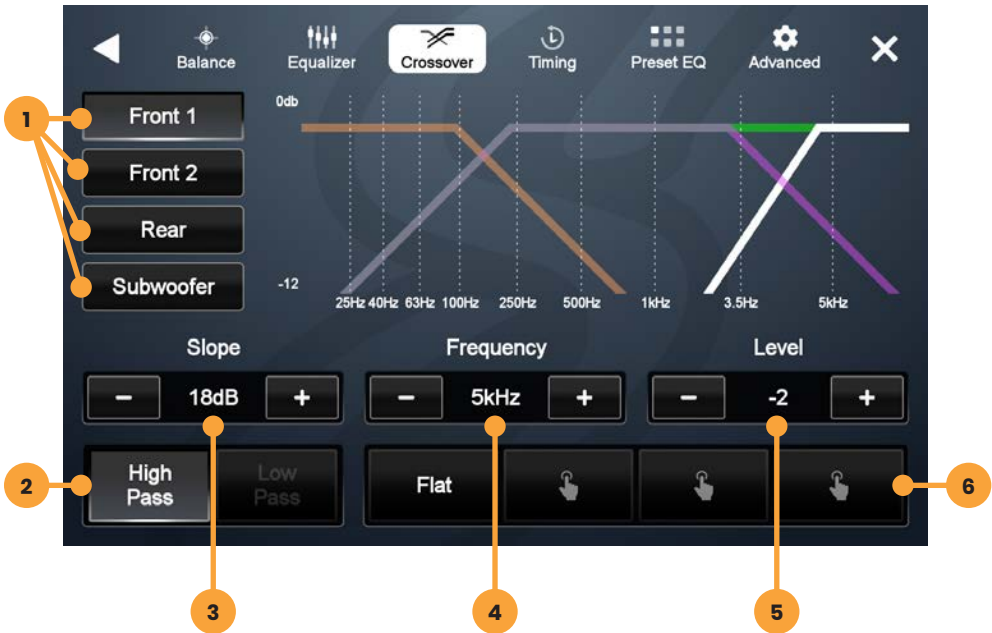 Balance
Equalizer
Crossover
Timing
Preset EQ
Advanced
1
Front 1
Front 2
Rear
Subwoofer
0db
-12
25Hz 40Hz 63Hz 100Hz 250Hz 500Hz 1kHz 3.5Hz 5kHz
Slope Frequency Level
18dB 5kHz -2
2
High
Pass
Low
Pass
Flat
6
3 4 5